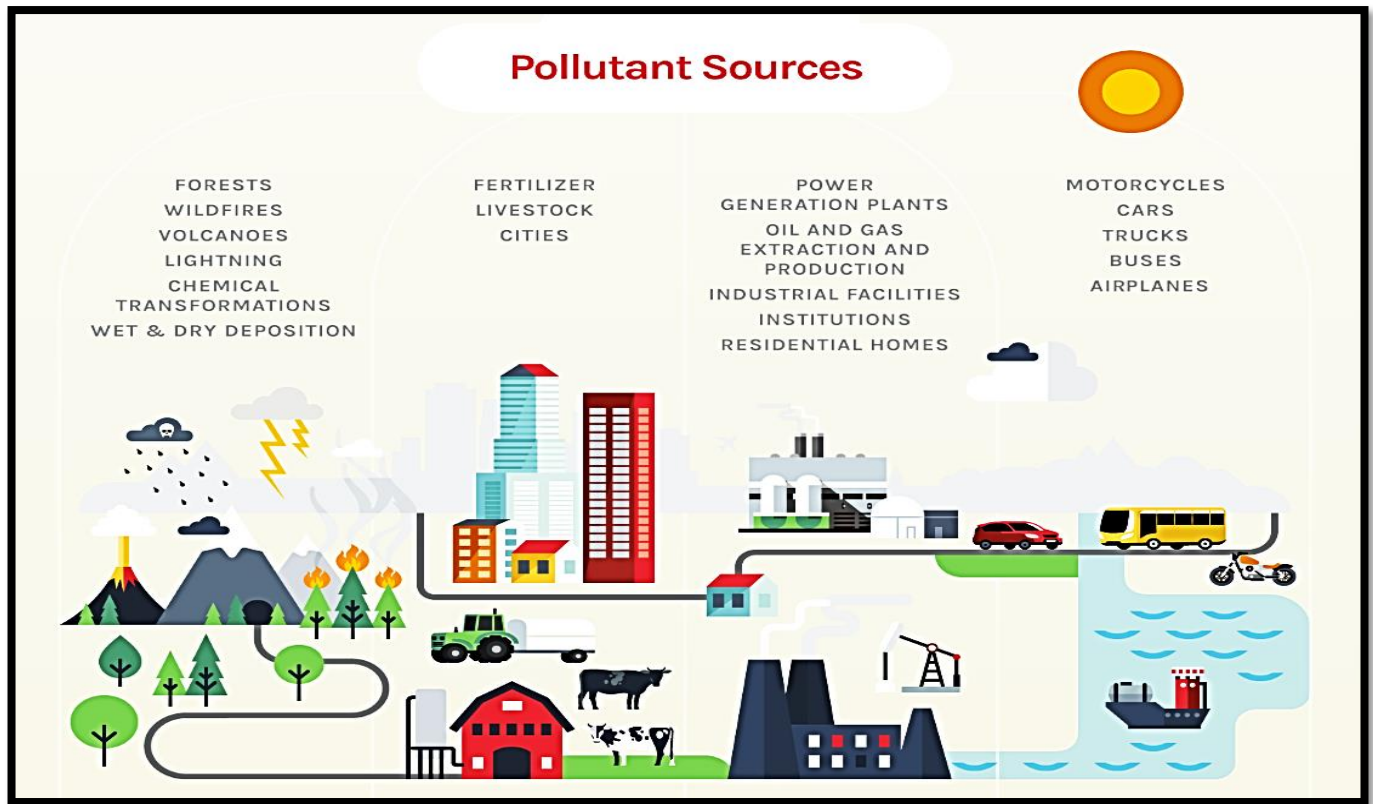 Pollutant Sources
FORESTS
WILDFIRES
VOLCANOES
LIGHTNING
CHEMICAL
TRANSFORMATIONS
WET & DRY DEPOSITION
FERTILIZER
LIVESTOCK
CITIES
POWER
GENERATION PLANTS
OIL AND GAS
EXTRACTION AND
PRODUCTION
INDUSTRIAL FACILITIES
INSTITUTIONS
RESIDENTIAL HOMES
MOTORCYCLES
CARS
TRUCKS
BUSES
AIRPLANES